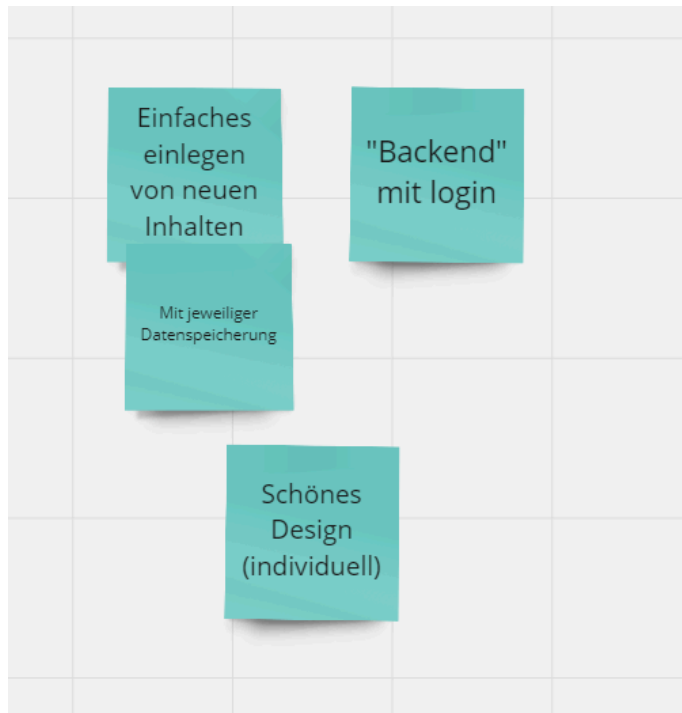 Einfaches
einlegen
von neuen
Inhalten
"Backend"
mit login
Mit jeweiliger
Datenspeicherung
Schönes
Design
(individuell)